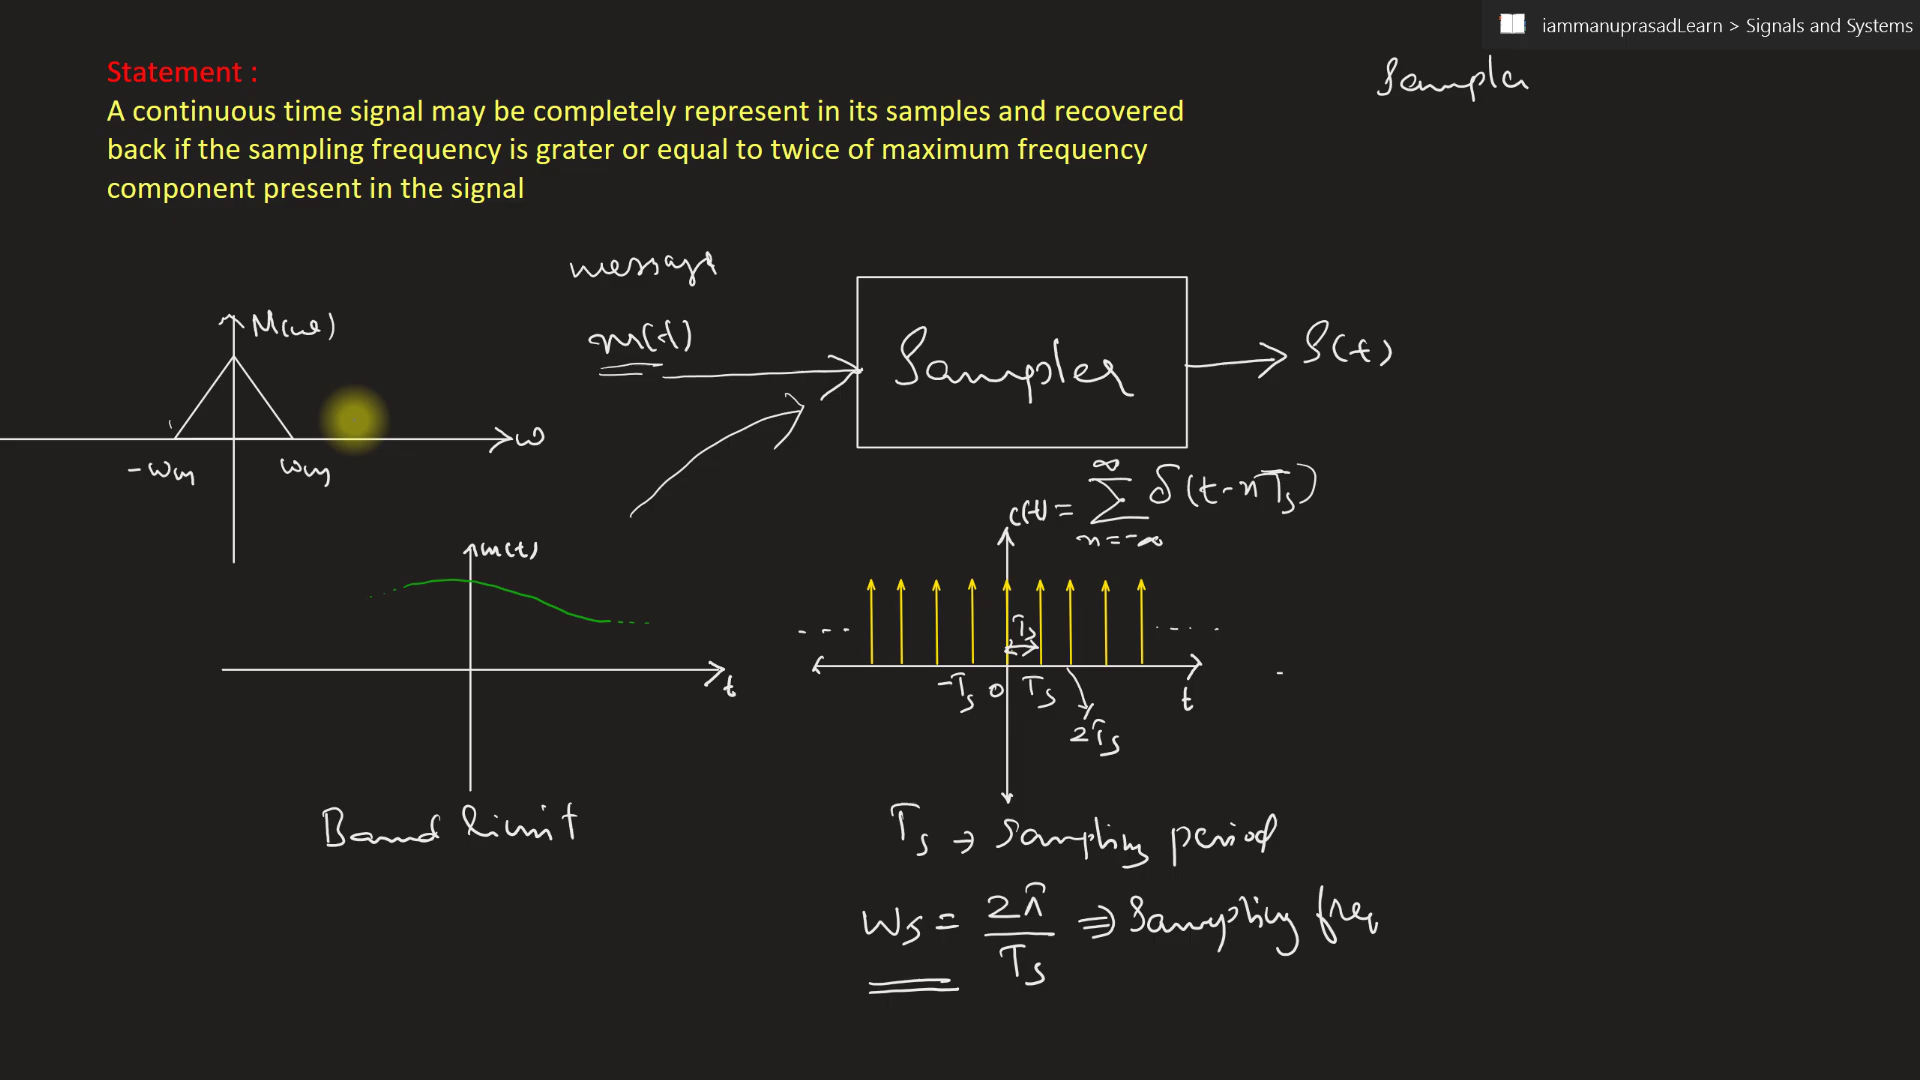 iammanuprasadLearn > Signals and Systems
Sampler
Statement :
A continuous time signal may be completely represent in its samples and recovered
back if the sampling frequency is grater or equal to twice of maximum frequency
component present in the signal
message
M(ω)
m(t)
Sampler
S(t)
ω
-ωm
ωm
c(t) = ∞ ∑ n=-∞ δ(t-nTs)
m(t)
Ts
-Ts 0 Ts
t
t
2Ts
Band limit
Ts → Sampling period
ωs = 2π/Ts ⇒ Sampling freq